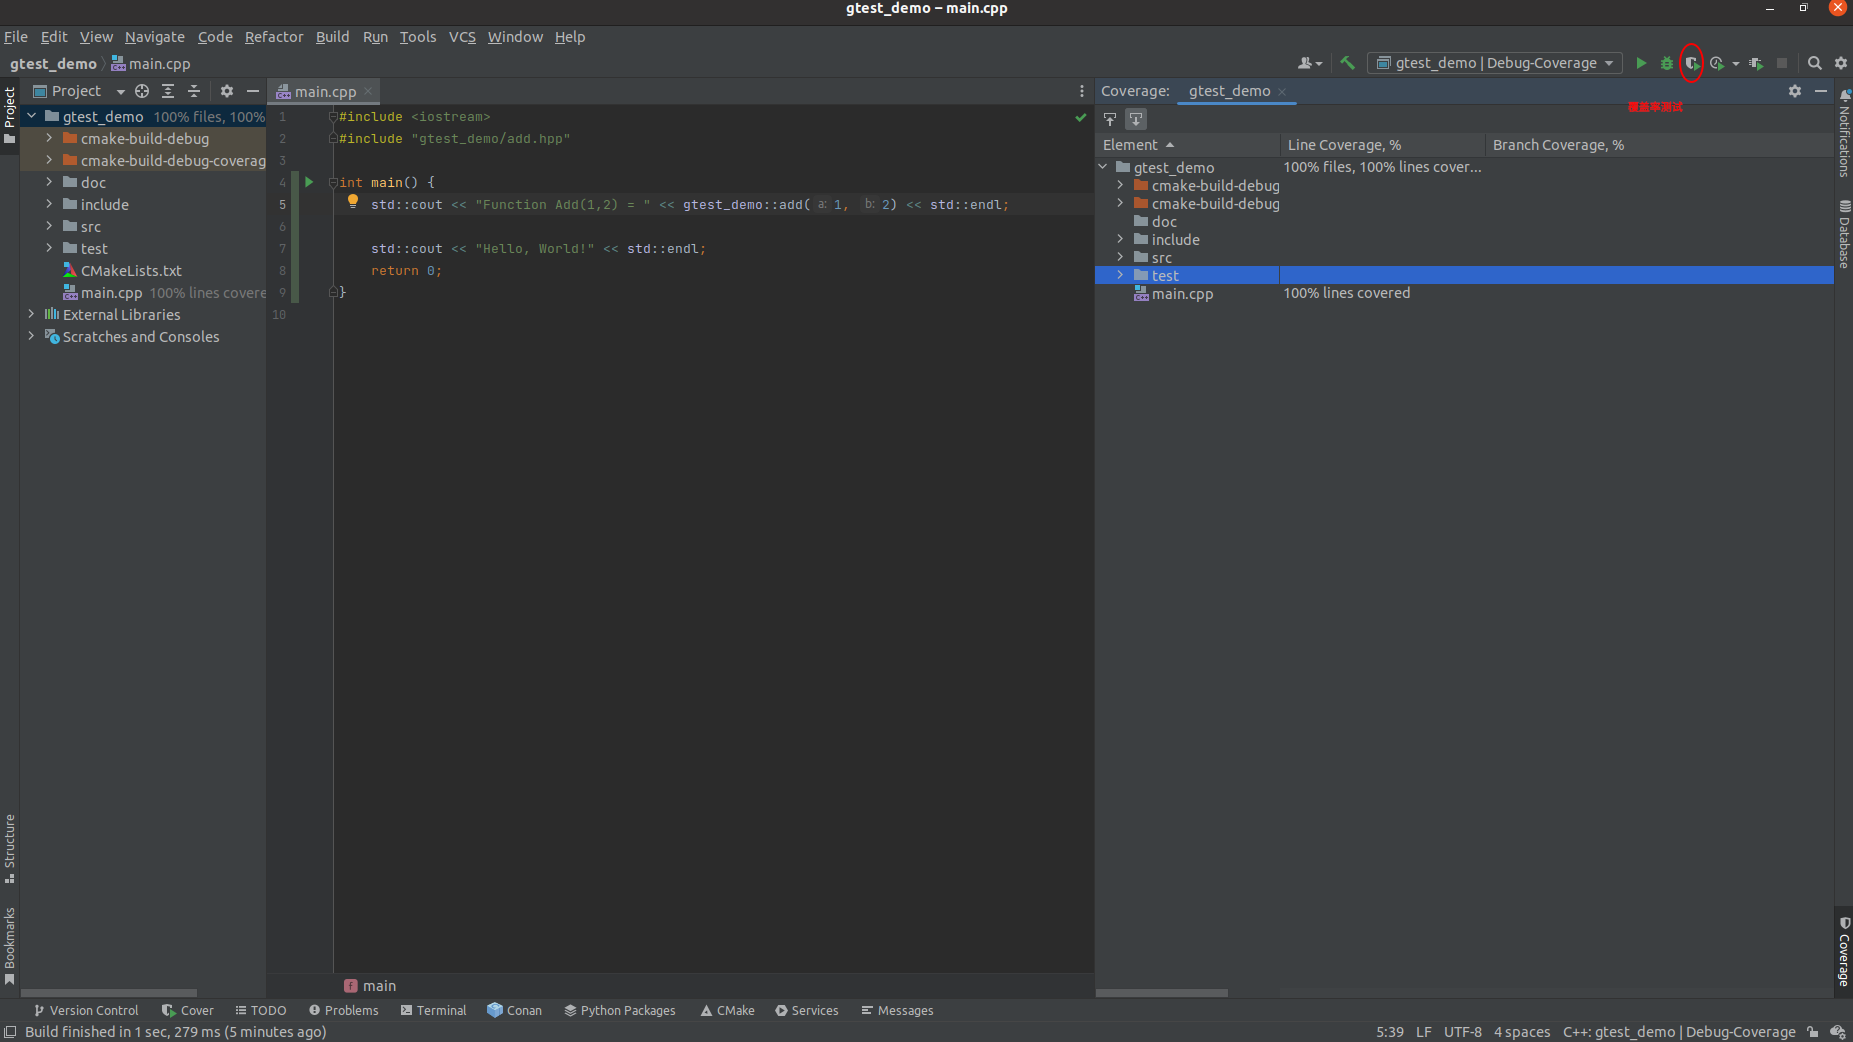 gtest_demo – main.cpp
File Edit View Navigate Code Refactor Build Run Tools VCS Window Help
gtest_demo main.cpp
gtest_demo | Debug-Coverage
Project
Project
main.cpp
Coverage: gtest_demo
覆盖率测试
gtest_demo 100% files, 100%
cmake-build-debug
cmake-build-debug-coverag
doc
include
src
test
CMakeLists.txt
main.cpp 100% lines covere
External Libraries
Scratches and Consoles
1 #include <iostream>
2 #include "gtest_demo/add.hpp"
3
4 int main() {
5 std::cout << "Function Add(1,2) = " << gtest_demo::add( a: 1, b: 2) << std::endl;
6
7 std::cout << "Hello, World!" << std::endl;
8 return 0;
9 }
10
Element Line Coverage, % Branch Coverage, %
gtest_demo 100% files, 100% lines cover...
cmake-build-debug
cmake-build-debug
doc
include
src
test
main.cpp 100% lines covered
Notifications
Database
Coverage
Structure
Bookmarks
f main
Version Control Cover TODO Problems Terminal Conan Python Packages CMake Services Messages
Build finished in 1 sec, 279 ms (5 minutes ago)
5:39 LF UTF-8 4 spaces C++: gtest_demo | Debug-Coverage